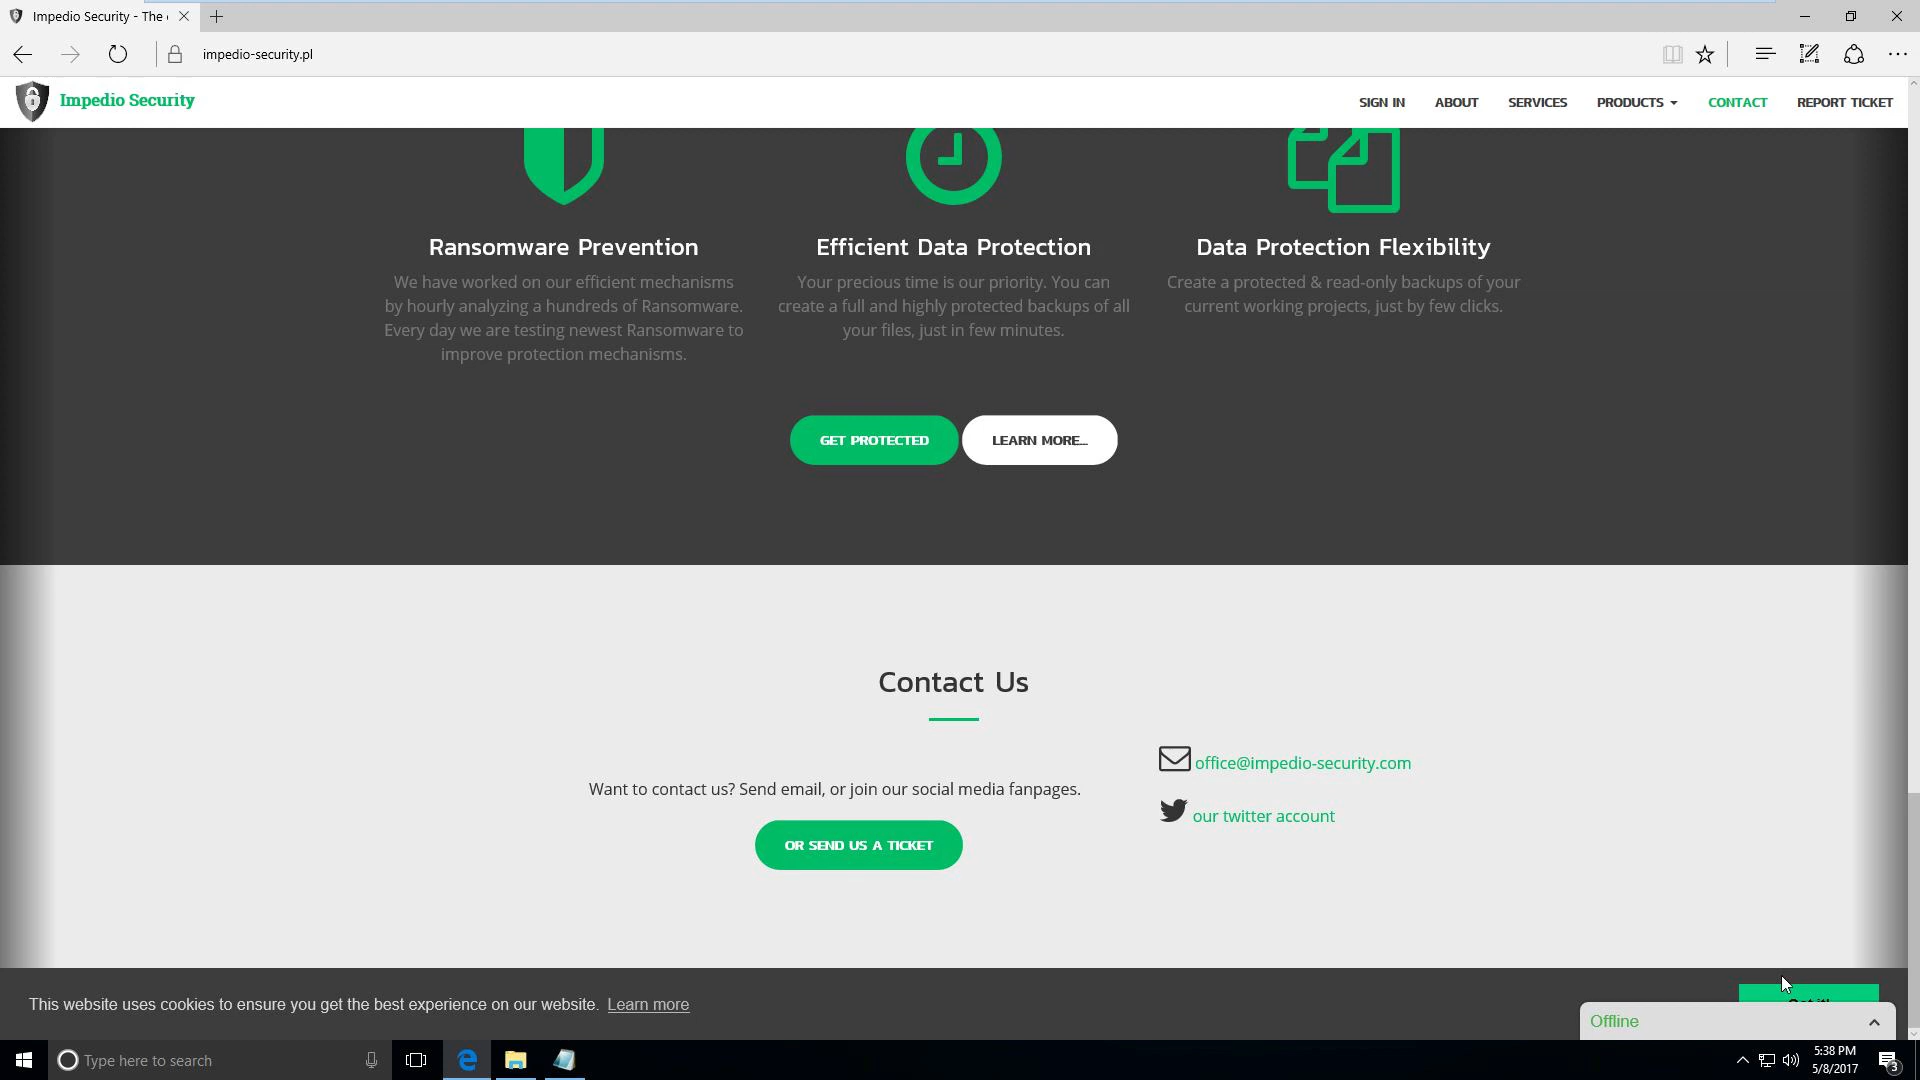 Impedio Security - The
impedio-security.pl
Impedio Security
SIGN IN
ABOUT
SERVICES
PRODUCTS
CONTACT
REPORT TICKET
Ransomware Prevention
We have worked on our efficient mechanisms
by hourly analyzing a hundreds of Ransomware.
Every day we are testing newest Ransomware to
improve protection mechanisms.
Efficient Data Protection
Your precious time is our priority. You can
create a full and highly protected backups of all
your files, just in few minutes.
Data Protection Flexibility
Create a protected & read-only backups of your
current working projects, just by few clicks.
GET PROTECTED
LEARN MORE...
Contact Us
Want to contact us? Send email, or join our social media fanpages.
OR SEND US A TICKET
office@impedio-security.com
our twitter account
This website uses cookies to ensure you get the best experience on our website. Learn more
Offline
Type here to search
5:38 PM
5/8/2017
3